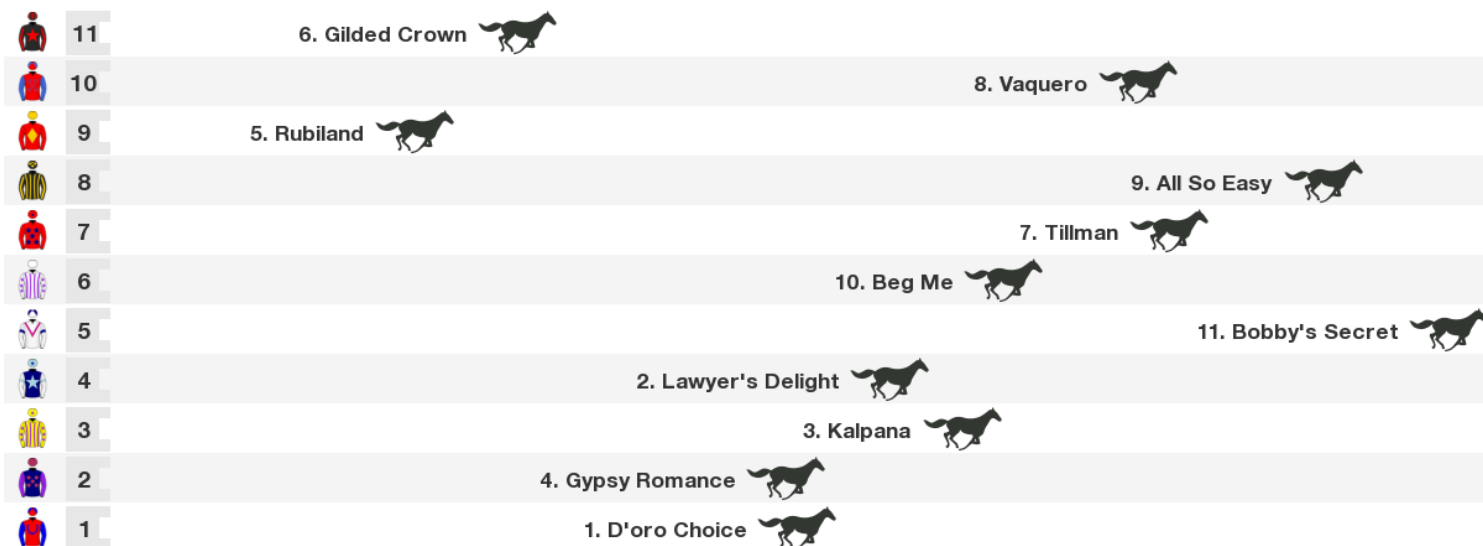 11 6. Gilded Crown
10 8. Vaquero
9 5. Rubiland
8 9. All So Easy
7 7. Tillman
6 10. Beg Me
5 11. Bobby's Secret
4 2. Lawyer's Delight
3 3. Kalpana
2 4. Gypsy Romance
1 1. D'oro Choice